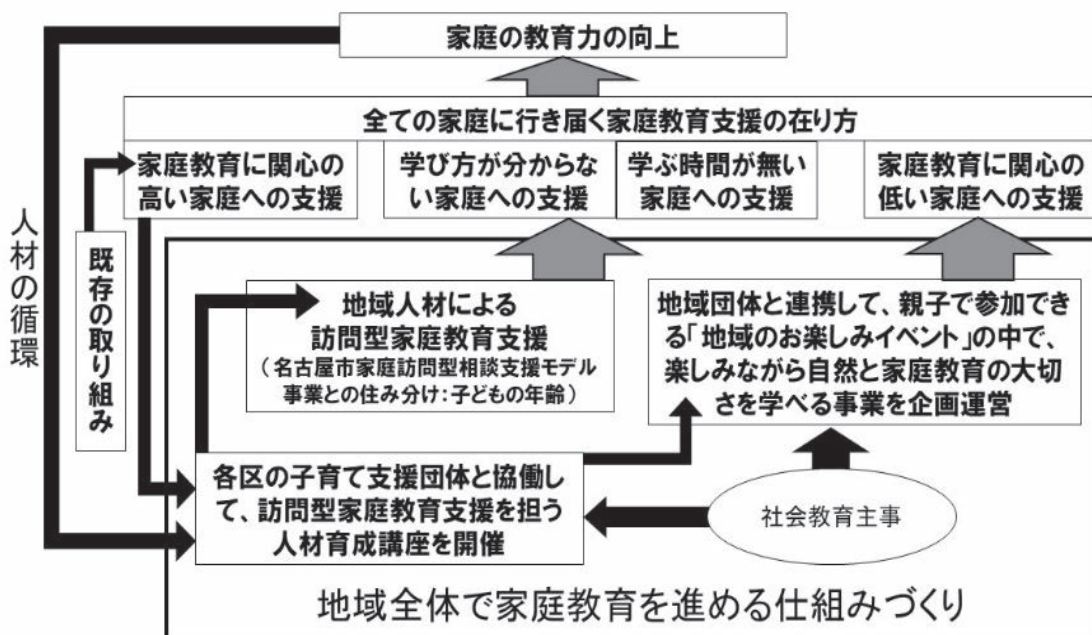 家庭の教育力の向上
全ての家庭に行き届く家庭教育支援の在り方
家庭教育に関心の
高い家庭への支援
学び方が分からな
い家庭への支援
学ぶ時間が無い
家庭への支援
家庭教育に関心の
低い家庭への支援
人材の循環
既存の取り組み
地域人材による
訪問型家庭教育支援
(名古屋市家庭訪問型相談支援モデル
事業との住み分け:子どもの年齢)
地域団体と連携して、親子で参加でき
る「地域のお楽しみイベント」の中で、
楽しみながら自然と家庭教育の大切
さを学べる事業を企画運営
各区の子育て支援団体と協働し
て、訪問型家庭教育支援を担う
人材育成講座を開催
社会教育主事
地域全体で家庭教育を進める仕組みづくり